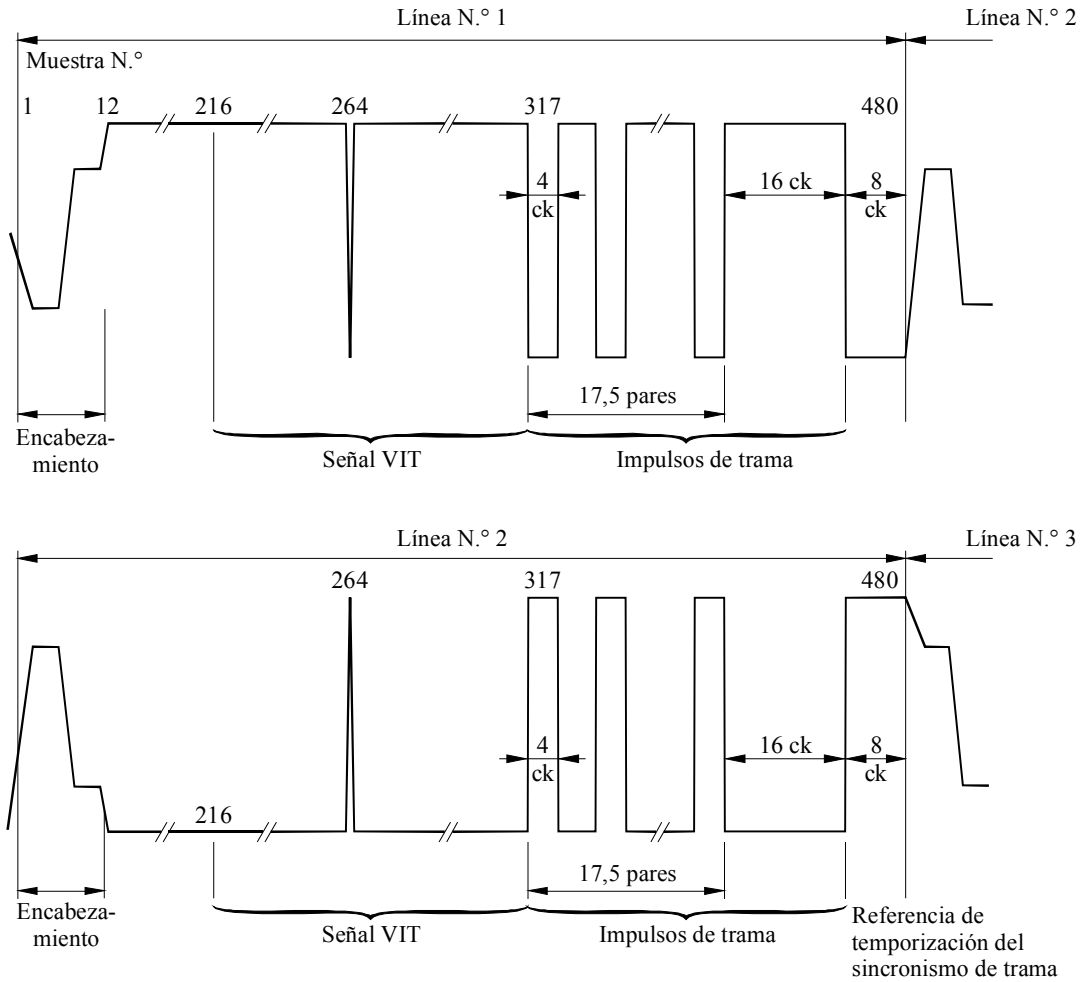 Línea N.° 1
Línea N.° 2
Muestra N.°
1
12
216
264
317
480
4
ck
16 ck
8
ck
17,5 pares
Encabeza-
miento
Señal VIT
Impulsos de trama
Línea N.° 2
Línea N.° 3
264
317
480
4
ck
16 ck
8
ck
216
17,5 pares
Encabeza-
miento
Señal VIT
Impulsos de trama
Referencia de
temporización del
sincronismo de trama